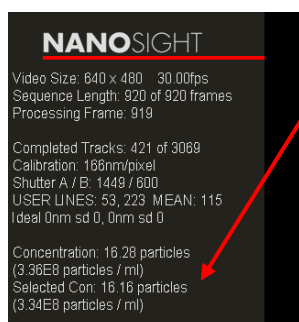 NANOSIGHT
Video Size: 640 x 480 30.00fps
Sequence Length: 920 of 920 frames
Processing Frame: 919
Completed Tracks: 421 of 3069
Calibration: 166nm/pixel
Shutter A / B: 1449 / 600
USER LINES: 53, 223 MEAN: 115
Ideal 0nm sd 0, 0nm sd 0
Concentration: 16.28 particles
(3.36E8 particles / ml)
Selected Con: 16.16 particles
(3.34E8 particles / ml)